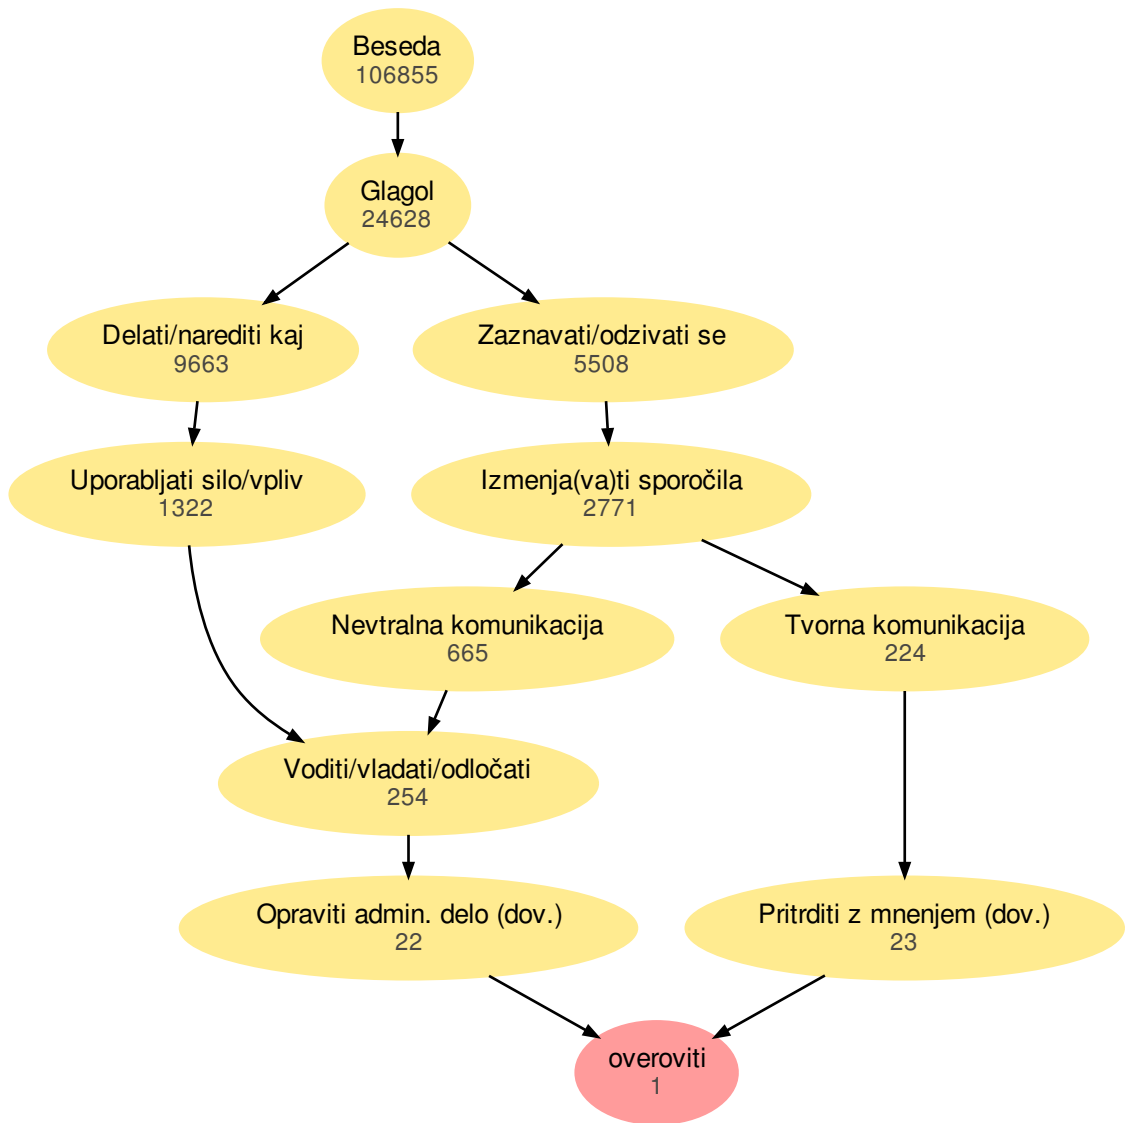 Beseda
106855
Glagol
24628
Delati/narediti kaj
9663
Zaznavati/odzivati se
5508
Uporabljati silo/vpliv
1322
Izmenja(va)ti sporočila
2771
Nevtralna komunikacija
665
Tvorna komunikacija
224
Voditi/vladati/odločati
254
Opraviti admin. delo (dov.)
22
Pritrditi z mnenjem (dov.)
23
overoviti
1